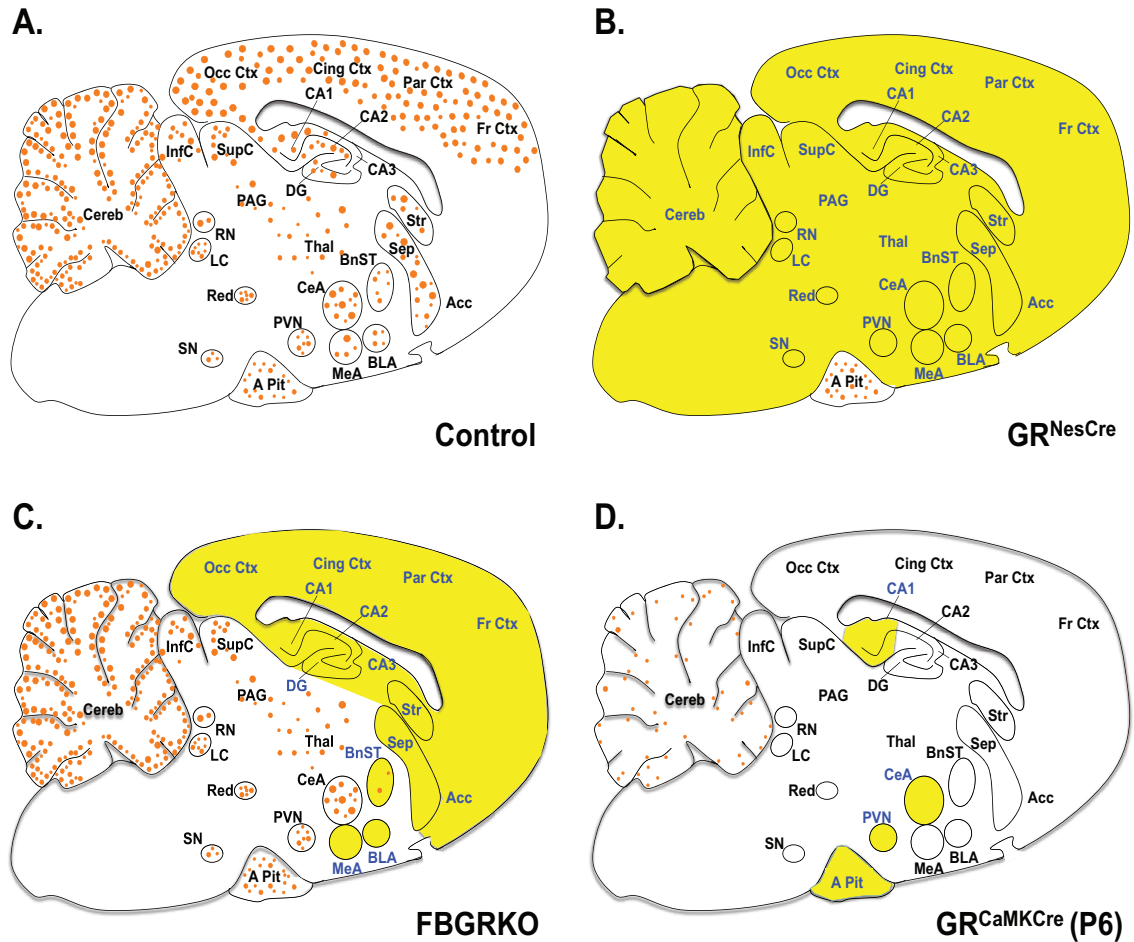 A.
Occ Ctx
Cing Ctx
Par Ctx
CA1
CA2
Fr Ctx
InfC
SupC
CA3
DG
PAG
Cereb
Str
RN
Thal
Sep
LC
BnST
CeA
Red
Acc
PVN
SN
BLA
MeA
A Pit
Control
B.
Occ Ctx
Cing Ctx
Par Ctx
CA1
CA2
Fr Ctx
InfC
SupC
CA3
DG
PAG
Cereb
Str
RN
Thal
Sep
LC
BnST
CeA
Red
Acc
PVN
SN
BLA
MeA
A Pit
GRNesCre
C.
Occ Ctx
Cing Ctx
Par Ctx
CA1
CA2
Fr Ctx
InfC
SupC
CA3
DG
PAG
Cereb
Str
RN
Thal
Sep
LC
BnST
CeA
Red
Acc
PVN
SN
BLA
MeA
A Pit
FBGRKO
D.
Occ Ctx
Cing Ctx
Par Ctx
CA1
CA2
Fr Ctx
InfC
SupC
CA3
DG
PAG
Cereb
Str
RN
Thal
Sep
LC
BnST
CeA
Red
Acc
PVN
SN
BLA
MeA
A Pit
GRCaMKCre (P6)